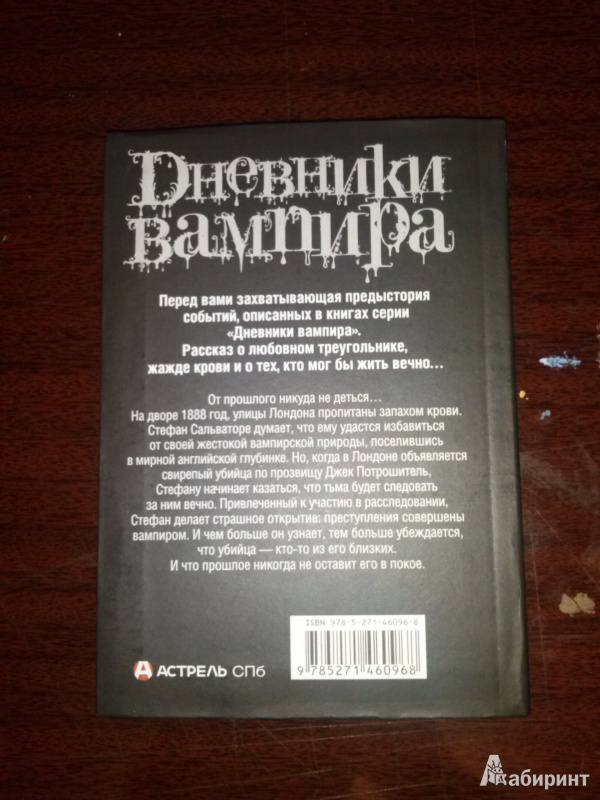 Дневники
вампира
Перед вами захватывающая предыстория
событий, описанных в книгах серии
«Дневники вампира».
Рассказ о любовном треугольнике,
жажде крови и о тех, кто мог бы жить вечно...
От прошлого никуда не деться...
На дворе 1888 год, улицы Лондона пропитаны запахом крови.
Стефан Сальваторе думает, что ему удастся избавиться
от своей жестокой вампирской природы, поселившись
в мирной английской глубинке. Но, когда в Лондоне объявляется
свирепый убийца по прозвищу Джек Потрошитель,
Стефану начинает казаться, что тьма будет следовать
за ним вечно. Привлеченный к участию в расследовании,
Стефан делает страшное открытие: преступления совершены
вампиром. И чем больше он узнает, тем больше убеждается,
что убийца — кто-то из его близких.
И что прошлое никогда не оставит его в покое.
ISBN 978-5-271-46096-8
9 785271 460968
АСТРЕЛЬ СПб
Лабиринт